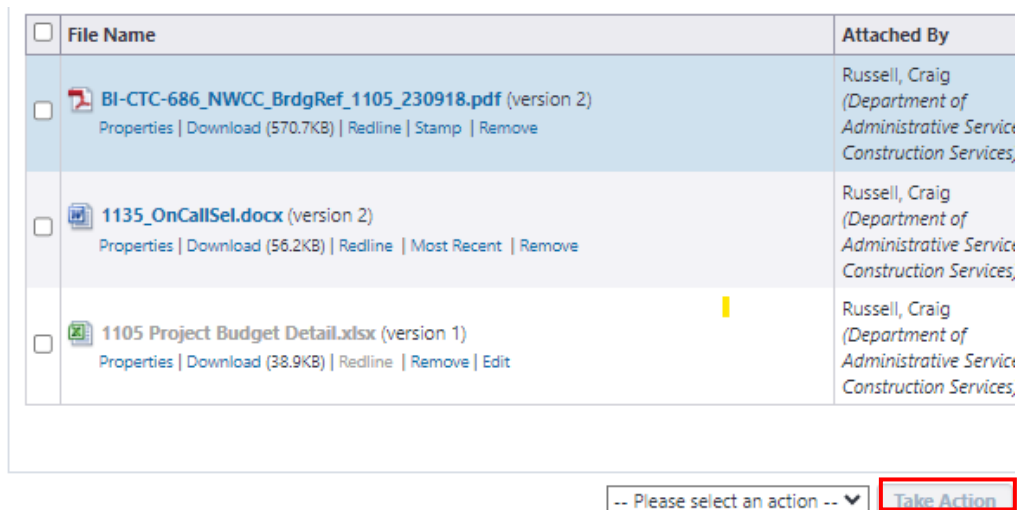 File Name
Attached By
BI-CTC-686_NWCC_BrdgRef_1105_230918.pdf (version 2)
Properties | Download (570.7KB) | Redline | Stamp | Remove
Russell, Craig
(Department of
Administrative Service
Construction Services,
1135_OnCallSel.docx (version 2)
Properties | Download (56.2KB) | Redline | Most Recent | Remove
Russell, Craig
(Department of
Administrative Service
Construction Services,
1105 Project Budget Detail.xlsx (version 1)
Properties | Download (38.9KB) | Redline | Remove | Edit
Russell, Craig
(Department of
Administrative Service
Construction Services,
-- Please select an action --
Take Action